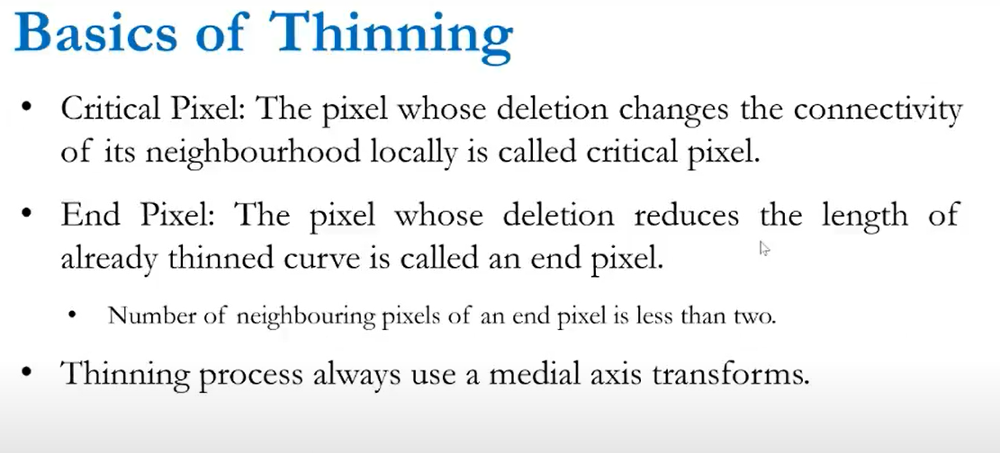 Basics of Thinning
• Critical Pixel: The pixel whose deletion changes the connectivity
of its neighbourhood locally is called critical pixel.
• End Pixel: The pixel whose deletion reduces the length of
already thinned curve is called an end pixel.
• Number of neighbouring pixels of an end pixel is less than two.
• Thinning process always use a medial axis transforms.